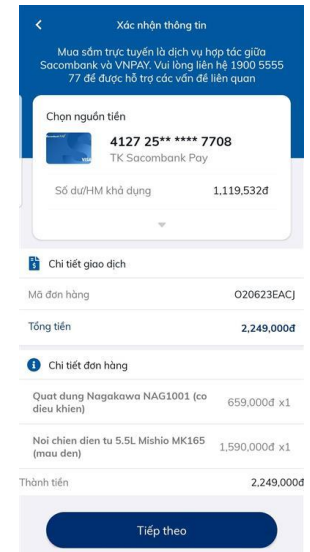 Xác nhận thông tin
Mua sắm trực tuyến là dịch vụ hợp tác giữa
Sacombank và VNPAY. Vui lòng liên hệ 1900 5555
77 để được hỗ trợ các vấn đề liên quan
Chọn nguồn tiền
4127 25** **** 7708
TK Sacombank Pay
VISA
Số dư/HM khả dụng 1,119,532đ
Chi tiết giao dịch
Mã đơn hàng O20623EACJ
Tổng tiền 2,249,000đ
Chi tiết đơn hàng
Quat dung Nagakawa NAG1001 (co
dieu khien)
659,000đ x1
Noi chien dien tu 5.5L Mishio MK165
(mau den)
1,590,000đ x1
Thành tiền 2,249,000đ
Tiếp theo